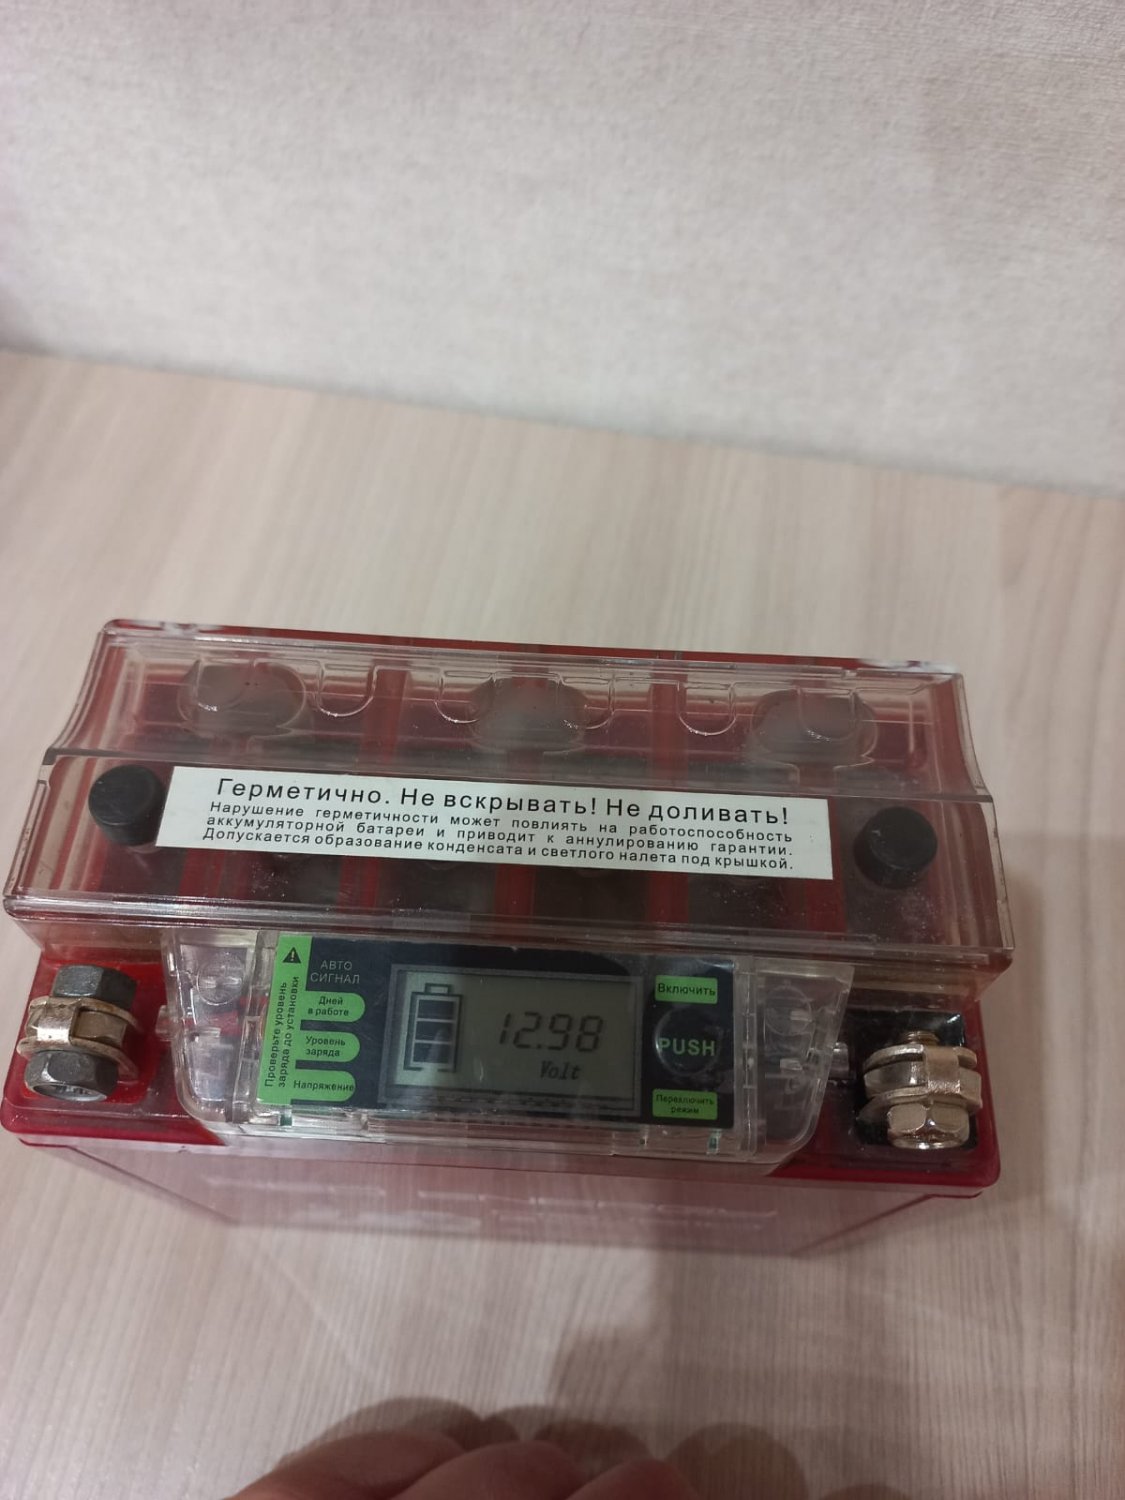 Герметично. Не вскрывать! Не доливать!
Нарушение герметичности может повлиять на работоспособность
аккумуляторной батареи и приводит к аннулированию гарантии.
Допускается образование конденсата и светлого налета под крышкой.
Проверьте уровень
заряда до установки
АВТО
СИГНАЛ
Дней
в работе
Уровень
заряда
Напряжение
12.98
Volt
Включить
PUSH
Переключить
режим